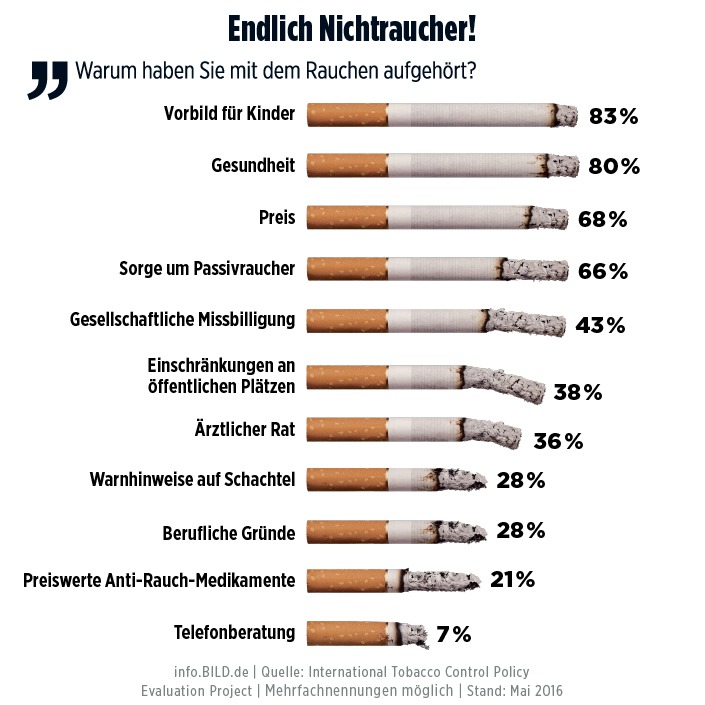 Endlich Nichtraucher!
„Warum haben Sie mit dem Rauchen aufgehört?
Vorbild für Kinder 83%
Gesundheit 80%
Preis 68%
Sorge um Passivraucher 66%
Gesellschaftliche Missbilligung 43%
Einschränkungen an
öffentlichen Plätzen 38%
Ärztlicher Rat 36%
Warnhinweise auf Schachtel 28%
Berufliche Gründe 28%
Preiswerte Anti-Rauch-Medikamente 21%
Telefonberatung 7%
info.BILD.de | Quelle: International Tobacco Control Policy
Evaluation Project | Mehrfachnennungen möglich | Stand: Mai 2016